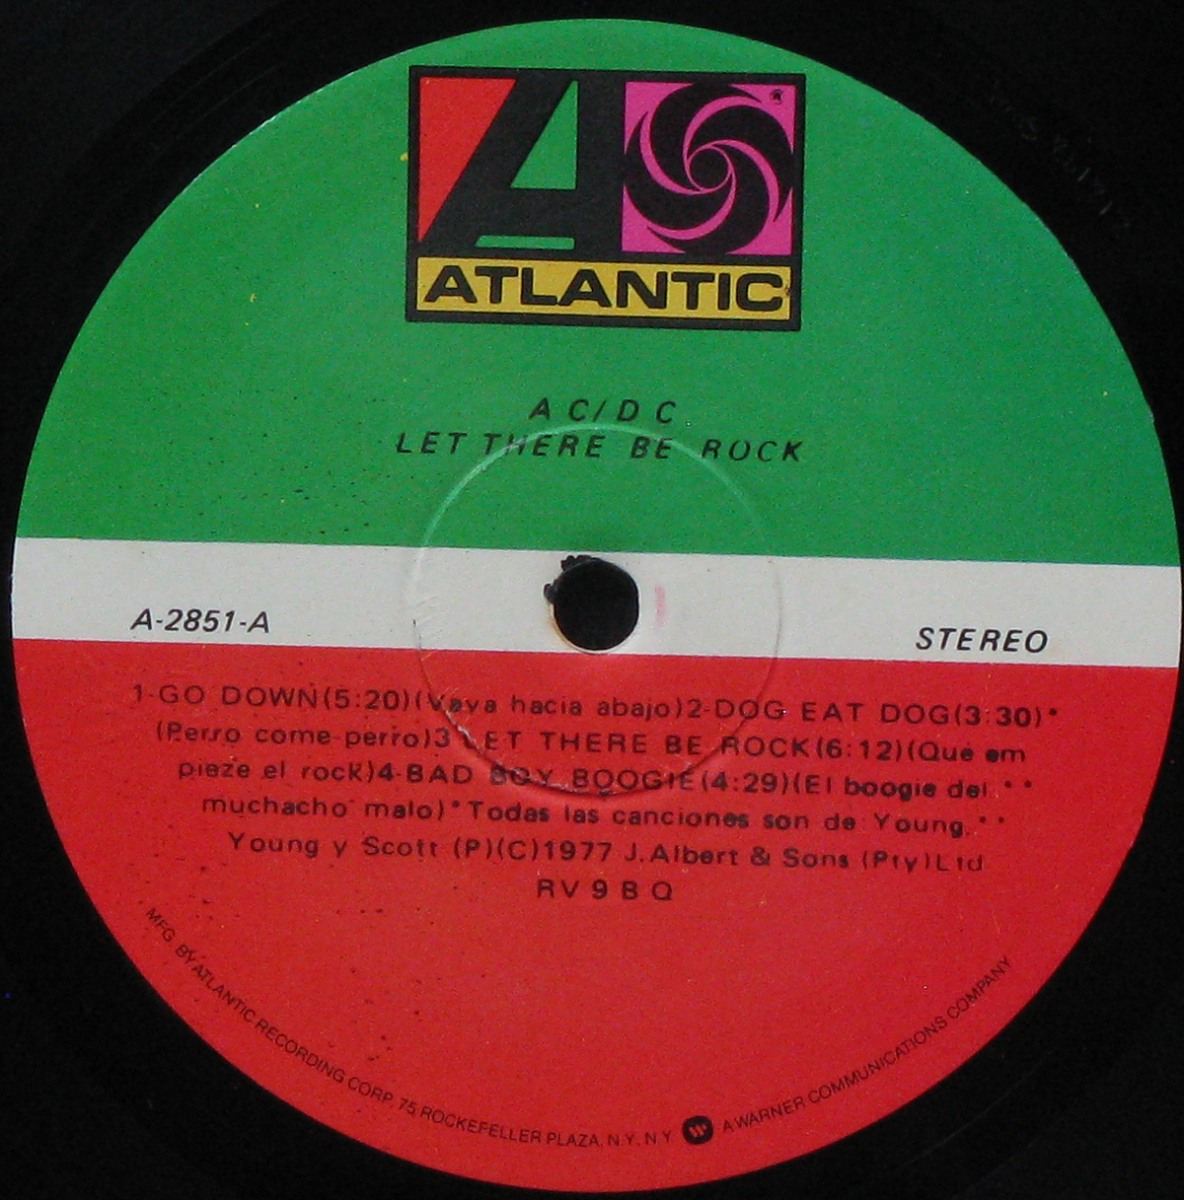 ATLANTIC
AC/DC
LET THERE BE ROCK
A-2851-A
STEREO
1-GO DOWN(5:20)(Vaya hacia abajo)2-DOG EAT DOG(3:30)*
(Perro come perro)3 LET THERE BE ROCK(6:12)(Que em
pieze el rock)4-BAD BOY BOOGIE(4:29)(El boogie del **
muchacho malo)*Todas las canciones son de Young,**
Young y Scott (P)(C)1977 J.Albert & Sons (Pty)Ltd
RV9BQ
MFG. BY ATLANTIC RECORDING CORP. 75 ROCKEFELLER PLAZA, N.Y. N Y A WARNER COMMUNICATIONS COMPANY